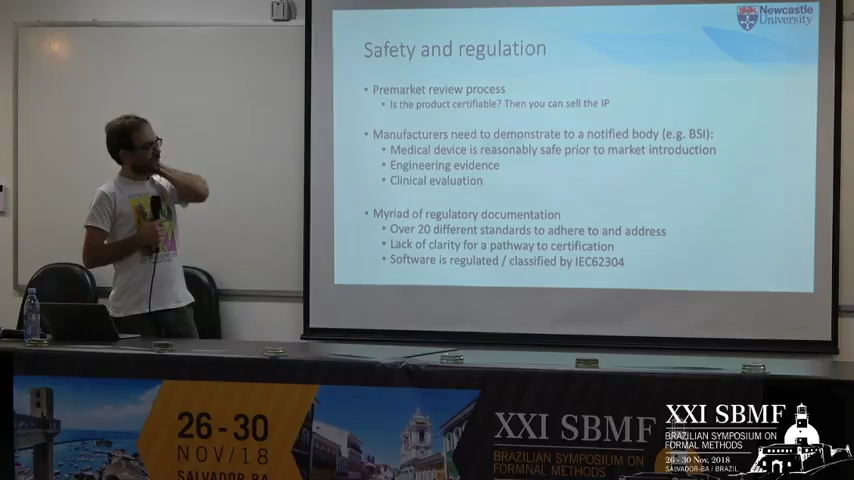 Newcastle
University
Safety and regulation
• Premarket review process
• Is the product certifiable? Then you can sell the IP
• Manufacturers need to demonstrate to a notified body (e.g. BSI):
• Medical device is reasonably safe prior to market introduction
• Engineering evidence
• Clinical evaluation
• Myriad of regulatory documentation
• Over 20 different standards to adhere to and address
• Lack of clarity for a pathway to certification
• Software is regulated / classified by IEC62304
26-30
NOV/18
SALVADOR-BA
XXI SBMF
BRAZILIAN SYMPOSIUM ON
FORMNAL METHODS
XXI SBMF
BRAZILIAN SYMPOSIUM ON
FORMAL METHODS
26 - 30 Nov, 2018
SALVADOR-BA / BRAZIL